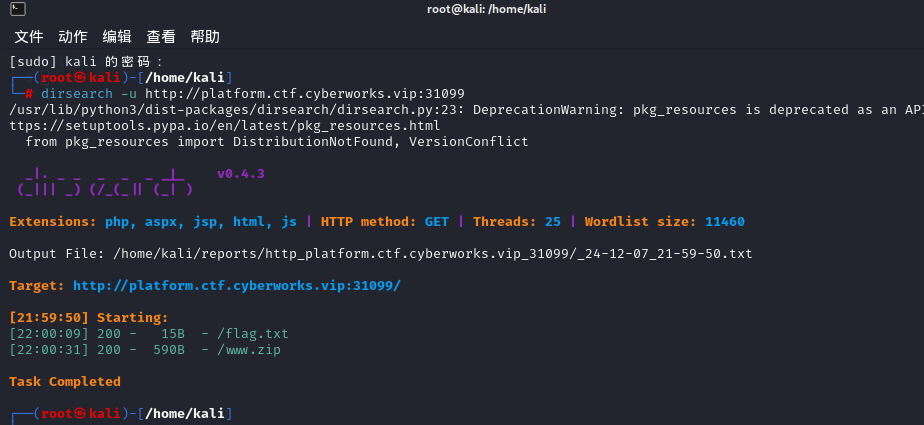 root@kali: /home/kali
文件 动作 编辑 查看 帮助
[sudo] kali 的密码：
┌──(root㉿kali)-[/home/kali]
└─# dirsearch -u http://platform.ctf.cyberworks.vip:31099
/usr/lib/python3/dist-packages/dirsearch/dirsearch.py:23: DeprecationWarning: pkg_resources is deprecated as an AP
ttps://setuptools.pypa.io/en/latest/pkg_resources.html
  from pkg_resources import DistributionNotFound, VersionConflict
  _|. _ _  _  _  _ _|_    v0.4.3
 (_||| _) (/_(_|| (_| )
Extensions: php, aspx, jsp, html, js | HTTP method: GET | Threads: 25 | Wordlist size: 11460
Output File: /home/kali/reports/http_platform.ctf.cyberworks.vip_31099/_24-12-07_21-59-50.txt
Target: http://platform.ctf.cyberworks.vip:31099/
[21:59:50] Starting:
[22:00:09] 200 -   15B  - /flag.txt
[22:00:31] 200 -  590B  - /www.zip
Task Completed
┌──(root㉿kali)-[/home/kali]